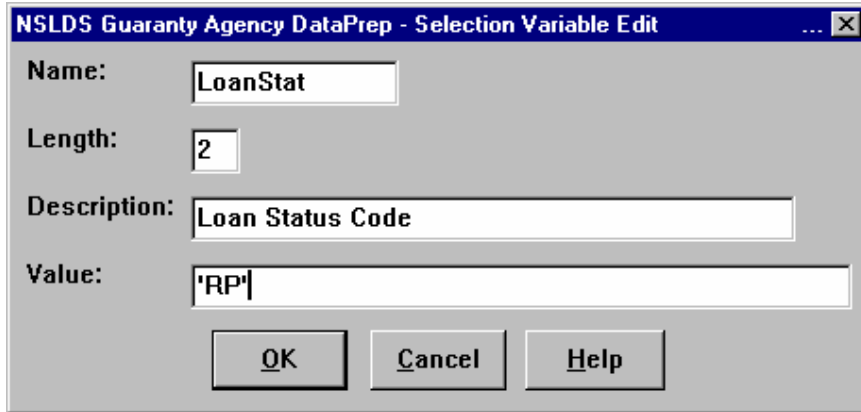 NSLDS Guaranty Agency DataPrep - Selection Variable Edit ...
Name: LoanStat
Length: 2
Description: Loan Status Code
Value: 'RP'
OK Cancel Help